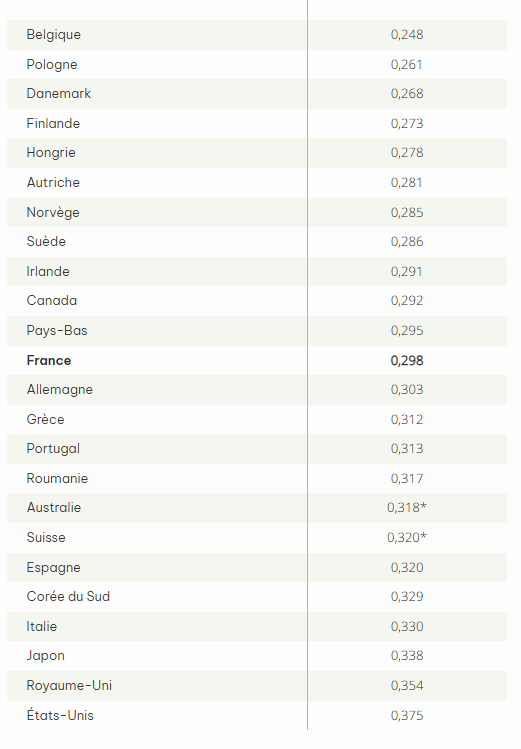 Belgique 0,248
Pologne 0,261
Danemark 0,268
Finlande 0,273
Hongrie 0,278
Autriche 0,281
Norvège 0,285
Suède 0,286
Irlande 0,291
Canada 0,292
Pays-Bas 0,295
France 0,298
Allemagne 0,303
Grèce 0,312
Portugal 0,313
Roumanie 0,317
Australie 0,318*
Suisse 0,320*
Espagne 0,320
Corée du Sud 0,329
Italie 0,330
Japon 0,338
Royaume-Uni 0,354
États-Unis 0,375